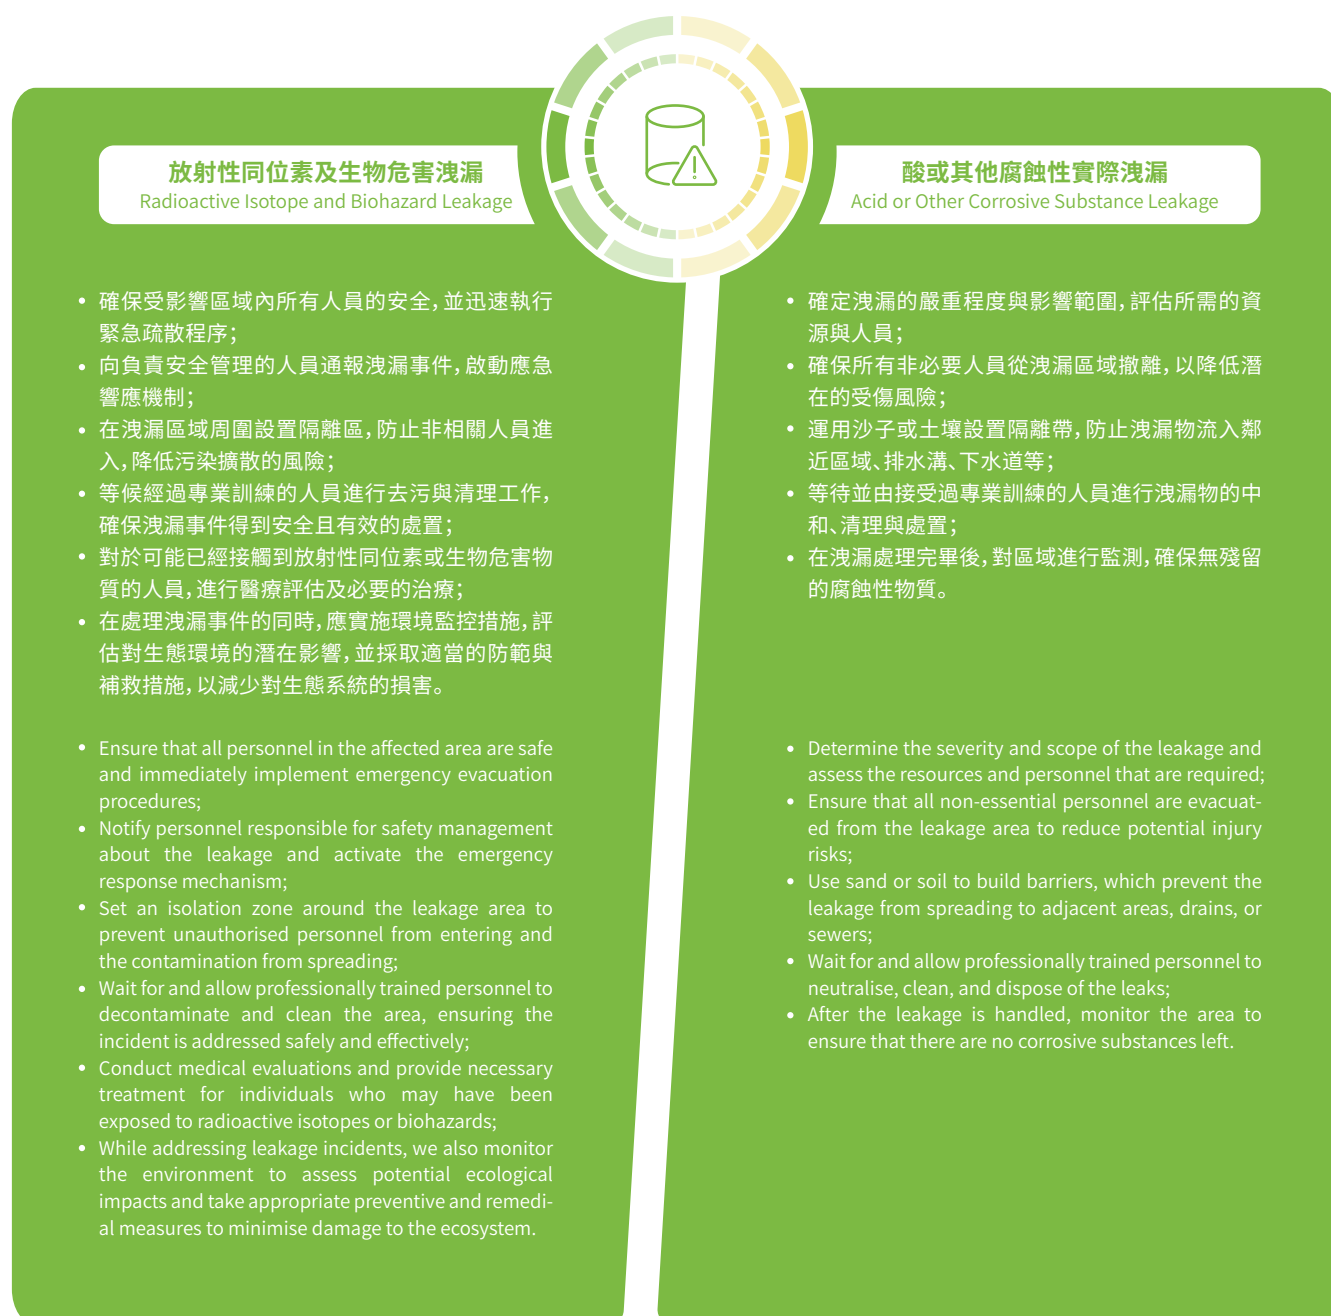 放射性同位素及生物危害洩漏
Radioactive Isotope and Biohazard Leakage
• 確保受影響區域內所有人員的安全，並迅速執行
緊急疏散程序；
• 向負責安全管理的人員通報洩漏事件，啟動應急
響應機制；
• 在洩漏區域周圍設置隔離區，防止非相關人員進
入，降低污染擴散的風險；
• 等候經過專業訓練的人員進行去污與清理工作，
確保洩漏事件得到安全且有效的處置；
• 對於可能已經接觸到放射性同位素或生物危害物
質的人員，進行醫療評估及必要的治療；
• 在處理洩漏事件的同時，應實施環境監控措施，評
估對生態環境的潛在影響，並採取適當的防範與
補救措施，以減少對生態系統的損害。
• Ensure that all personnel in the affected area are safe
and immediately implement emergency evacuation
procedures;
• Notify personnel responsible for safety management
about the leakage and activate the emergency
response mechanism;
• Set an isolation zone around the leakage area to
prevent unauthorised personnel from entering and
the contamination from spreading;
• Wait for and allow professionally trained personnel to
decontaminate and clean the area, ensuring the
incident is addressed safely and effectively;
• Conduct medical evaluations and provide necessary
treatment for individuals who may have been
exposed to radioactive isotopes or biohazards;
• While addressing leakage incidents, we also monitor
the environment to assess potential ecological
impacts and take appropriate preventive and remedi-
al measures to minimise damage to the ecosystem.
酸或其他腐蝕性實際洩漏
Acid or Other Corrosive Substance Leakage
• 確定洩漏的嚴重程度與影響範圍，評估所需的資
源與人員；
• 確保所有非必要人員從洩漏區域撤離，以降低潛
在的受傷風險；
• 運用沙子或土壤設置隔離帶，防止洩漏物流入鄰
近區域、排水溝、下水道等；
• 等待並由接受過專業訓練的人員進行洩漏物的中
和、清理與處置；
• 在洩漏處理完畢後，對區域進行監測，確保無殘留
的腐蝕性物質。
• Determine the severity and scope of the leakage and
assess the resources and personnel that are required;
• Ensure that all non-essential personnel are evacuat-
ed from the leakage area to reduce potential injury
risks;
• Use sand or soil to build barriers, which prevent the
leakage from spreading to adjacent areas, drains, or
sewers;
• Wait for and allow professionally trained personnel to
neutralise, clean, and dispose of the leaks;
• After the leakage is handled, monitor the area to
ensure that there are no corrosive substances left.